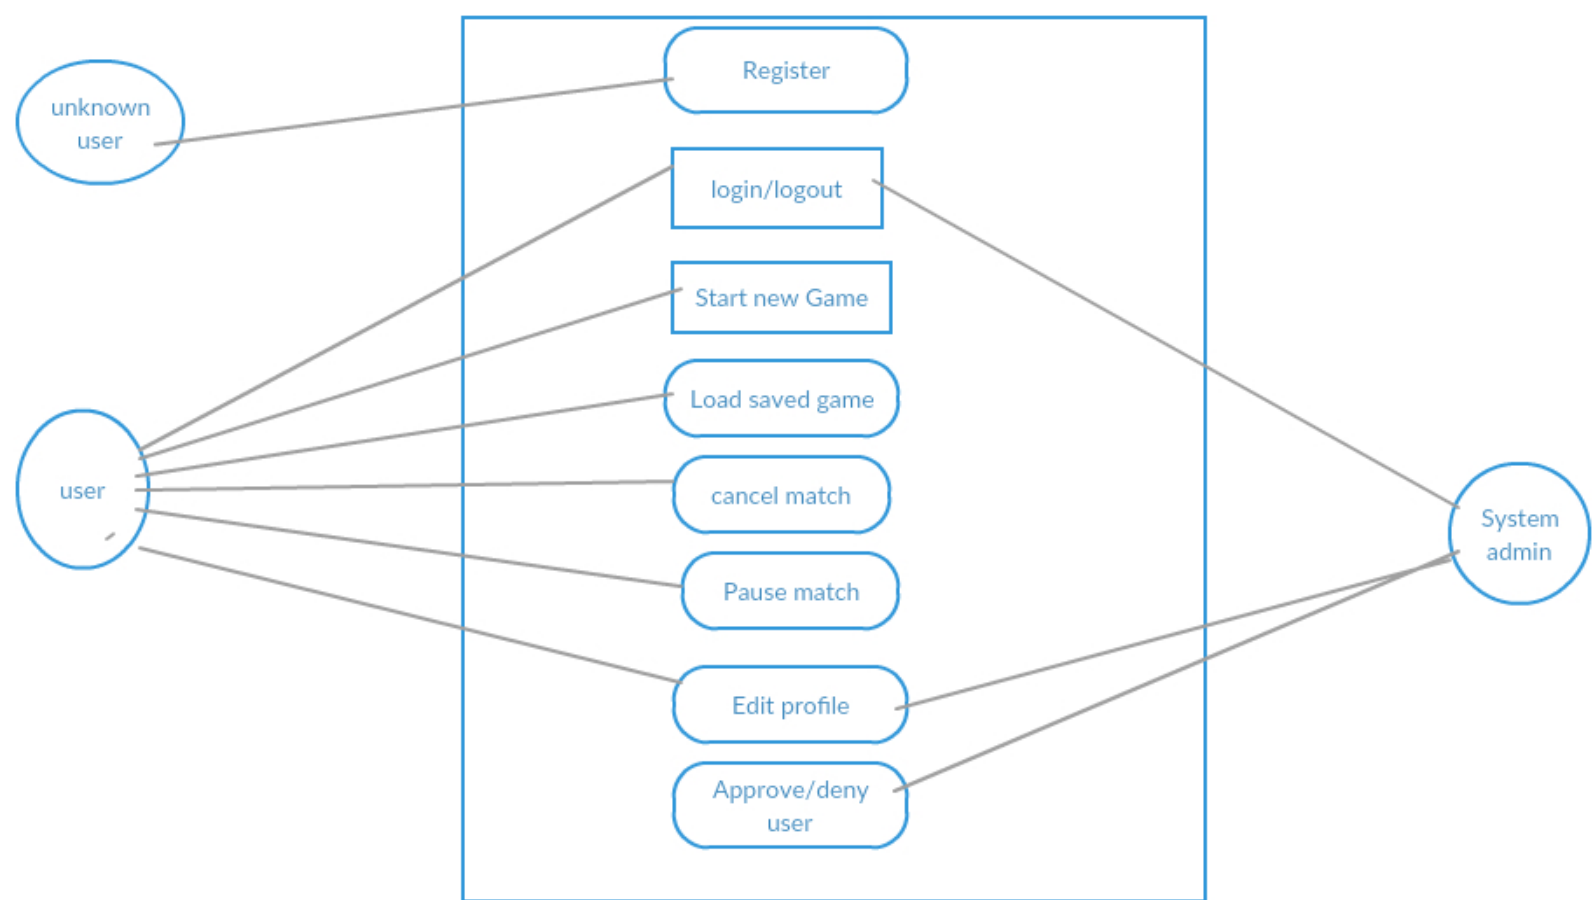 unknown
user
Register
login/logout
Start new Game
Load saved game
cancel match
user
Pause match
System
admin
Edit profile
Approve/deny
user